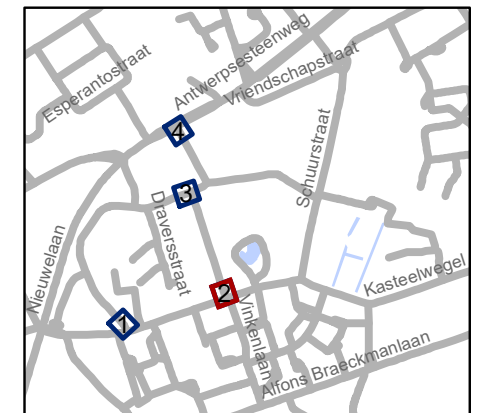 Esperantostraat
Antwerpsesteenweg
Vriendschapstraat
4
Schuurstraat
3
Draversstraat
Nieuwelaan
Kasteelwegel
2
Vinkenlaan
1
Alfons Braeckmanlaan